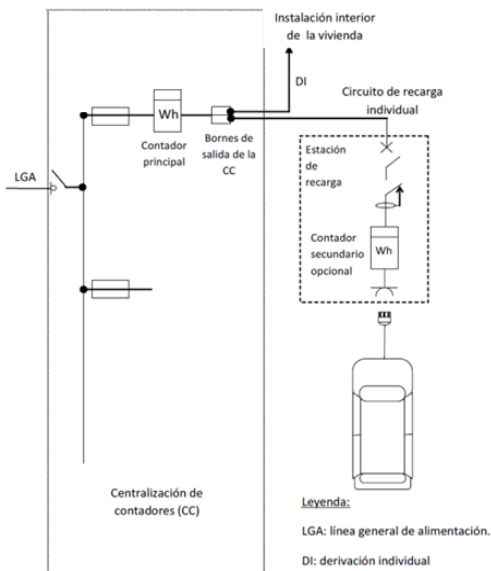 Instalación interior
de la vivienda
DI
Circuito de recarga
individual
Wh
Contador
principal
Bornes de
salida de la
CC
Estación
de
recarga
LGA
Contador
secundario
opcional
Wh
Centralización de
contadores (CC)
Leyenda:
LGA: línea general de alimentación.
DI: derivación individual